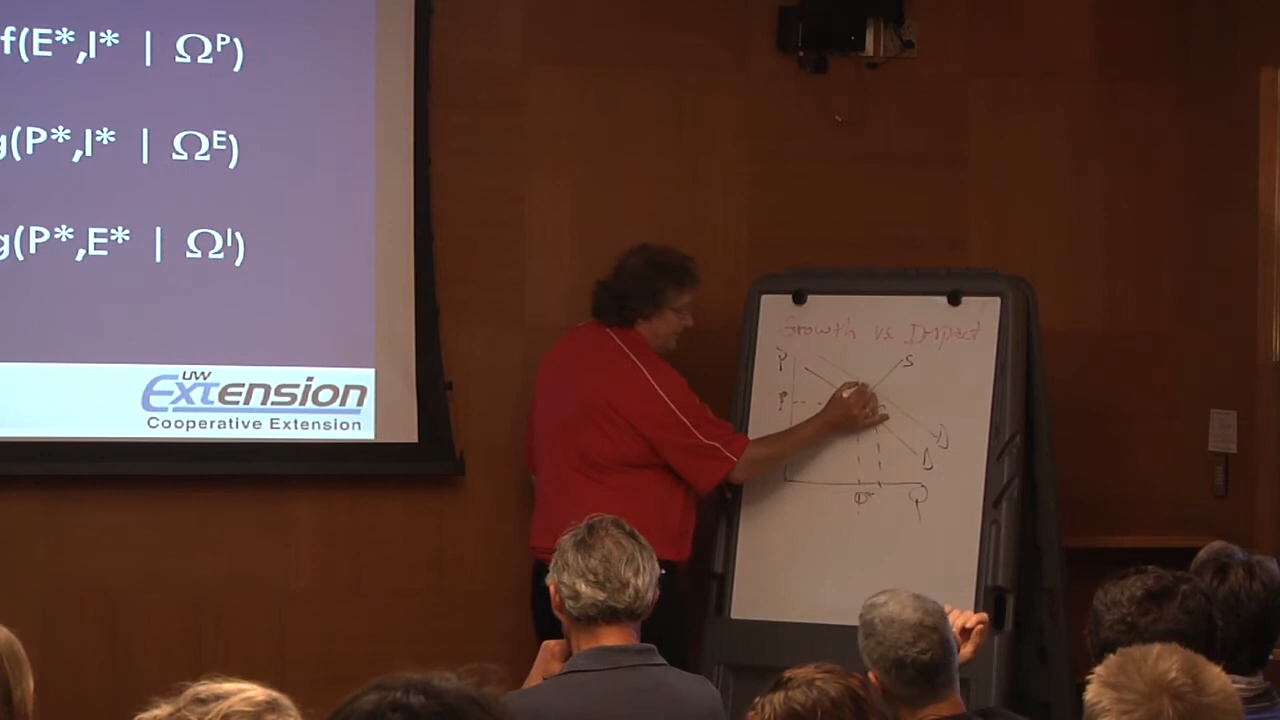 f(E*,I* | Ωᴾ)
g(P*,I* | Ωᴱ)
g(P*,E* | Ωᴵ)
UW
Extension
Cooperative Extension
Growth vs Impact
P
S
P
D
D
Q* Q